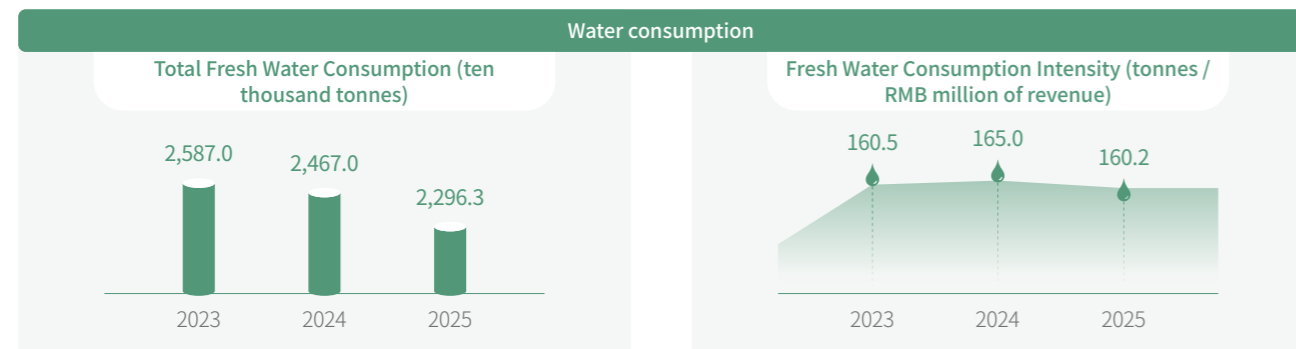 Water consumption
Total Fresh Water Consumption (ten
thousand tonnes)
2,587.0
2,467.0
2,296.3
2023
2024
2025
Fresh Water Consumption Intensity (tonnes /
RMB million of revenue)
160.5
165.0
160.2
2023
2024
2025